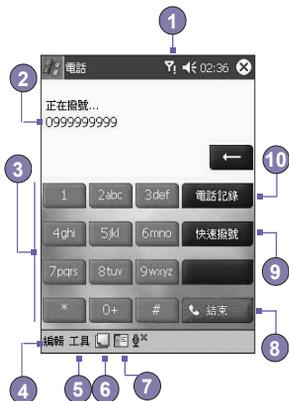 1
電話 02:36
2
正在撥號...
0999999999
3
10
1 2abc 3def 電話記錄
4ghi 5jkl 6mno 快速撥號
9
7pqrs 8tuv 9wxyz
* 0+ # 結束
8
編輯 工具
4 5 6 7